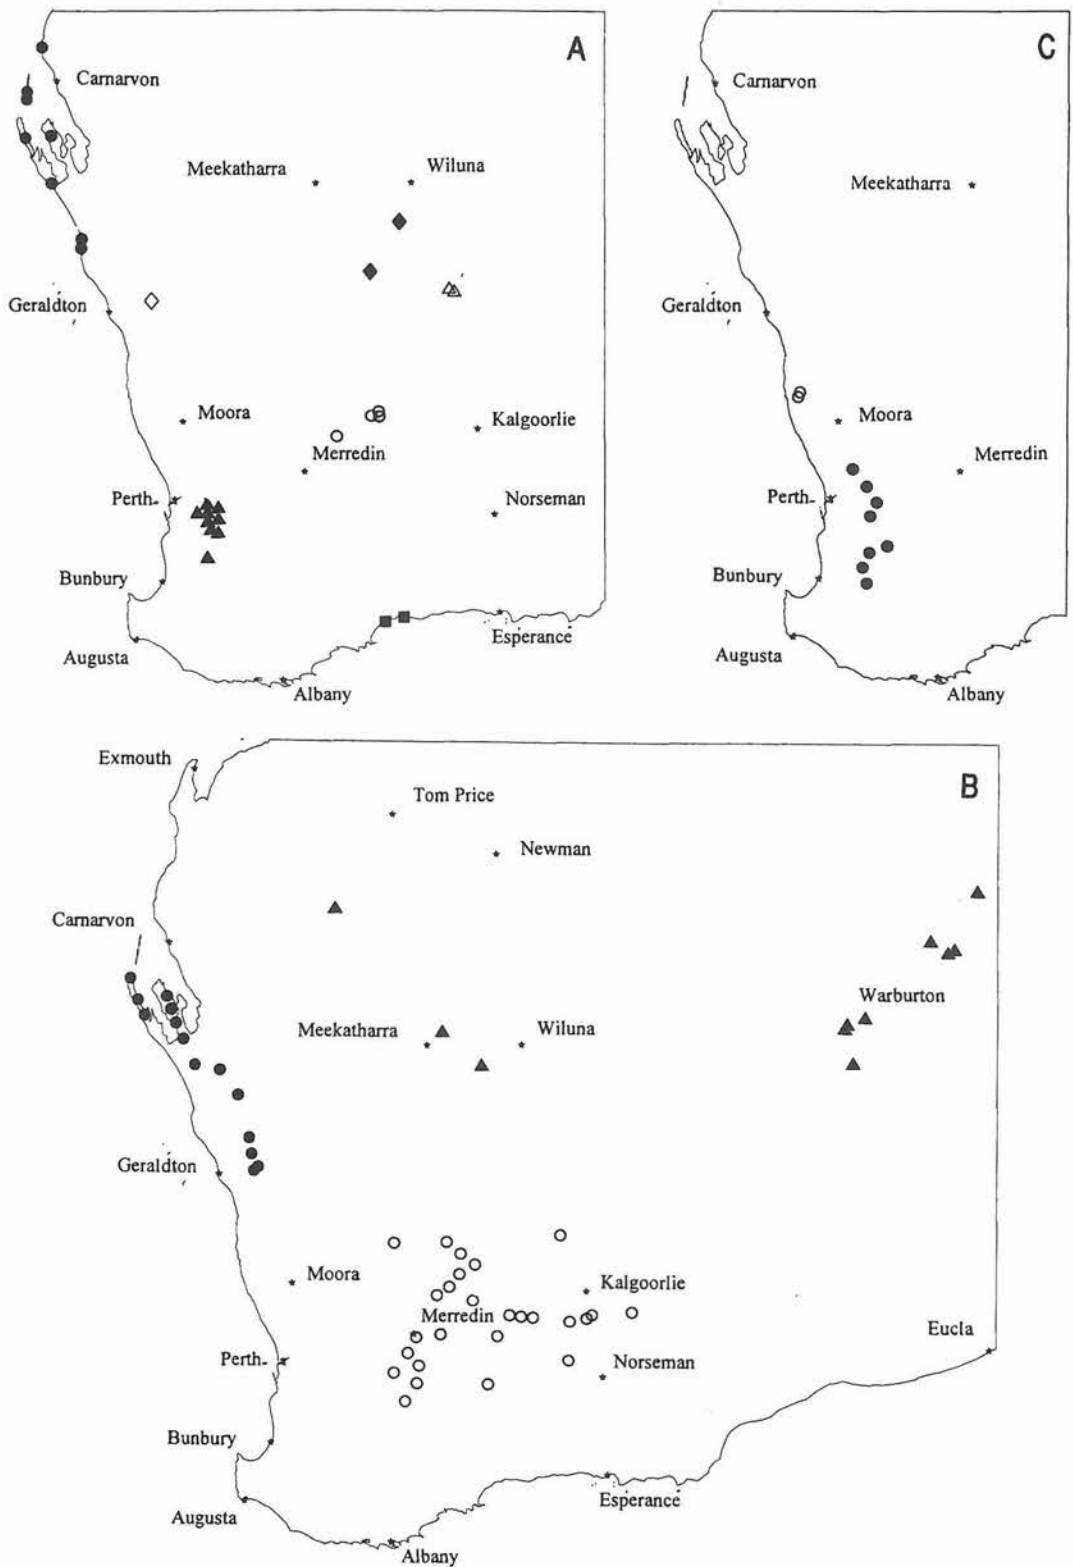 A
Carnarvon
Meekatharra
Wiluna
Geraldton
Moora
Kalgoorlie
Merredin
Perth
Norseman
Bunbury
Esperance
Augusta
Albany
C
Carnarvon
Meekatharra
Geraldton
Moora
Merredin
Perth
Bunbury
Augusta
Albany
B
Exmouth
Tom Price
Newman
Carnarvon
Warburton
Meekatharra
Wiluna
Geraldton
Moora
Kalgoorlie
Merredin
Eucla
Perth
Norseman
Bunbury
Esperance
Augusta
Albany